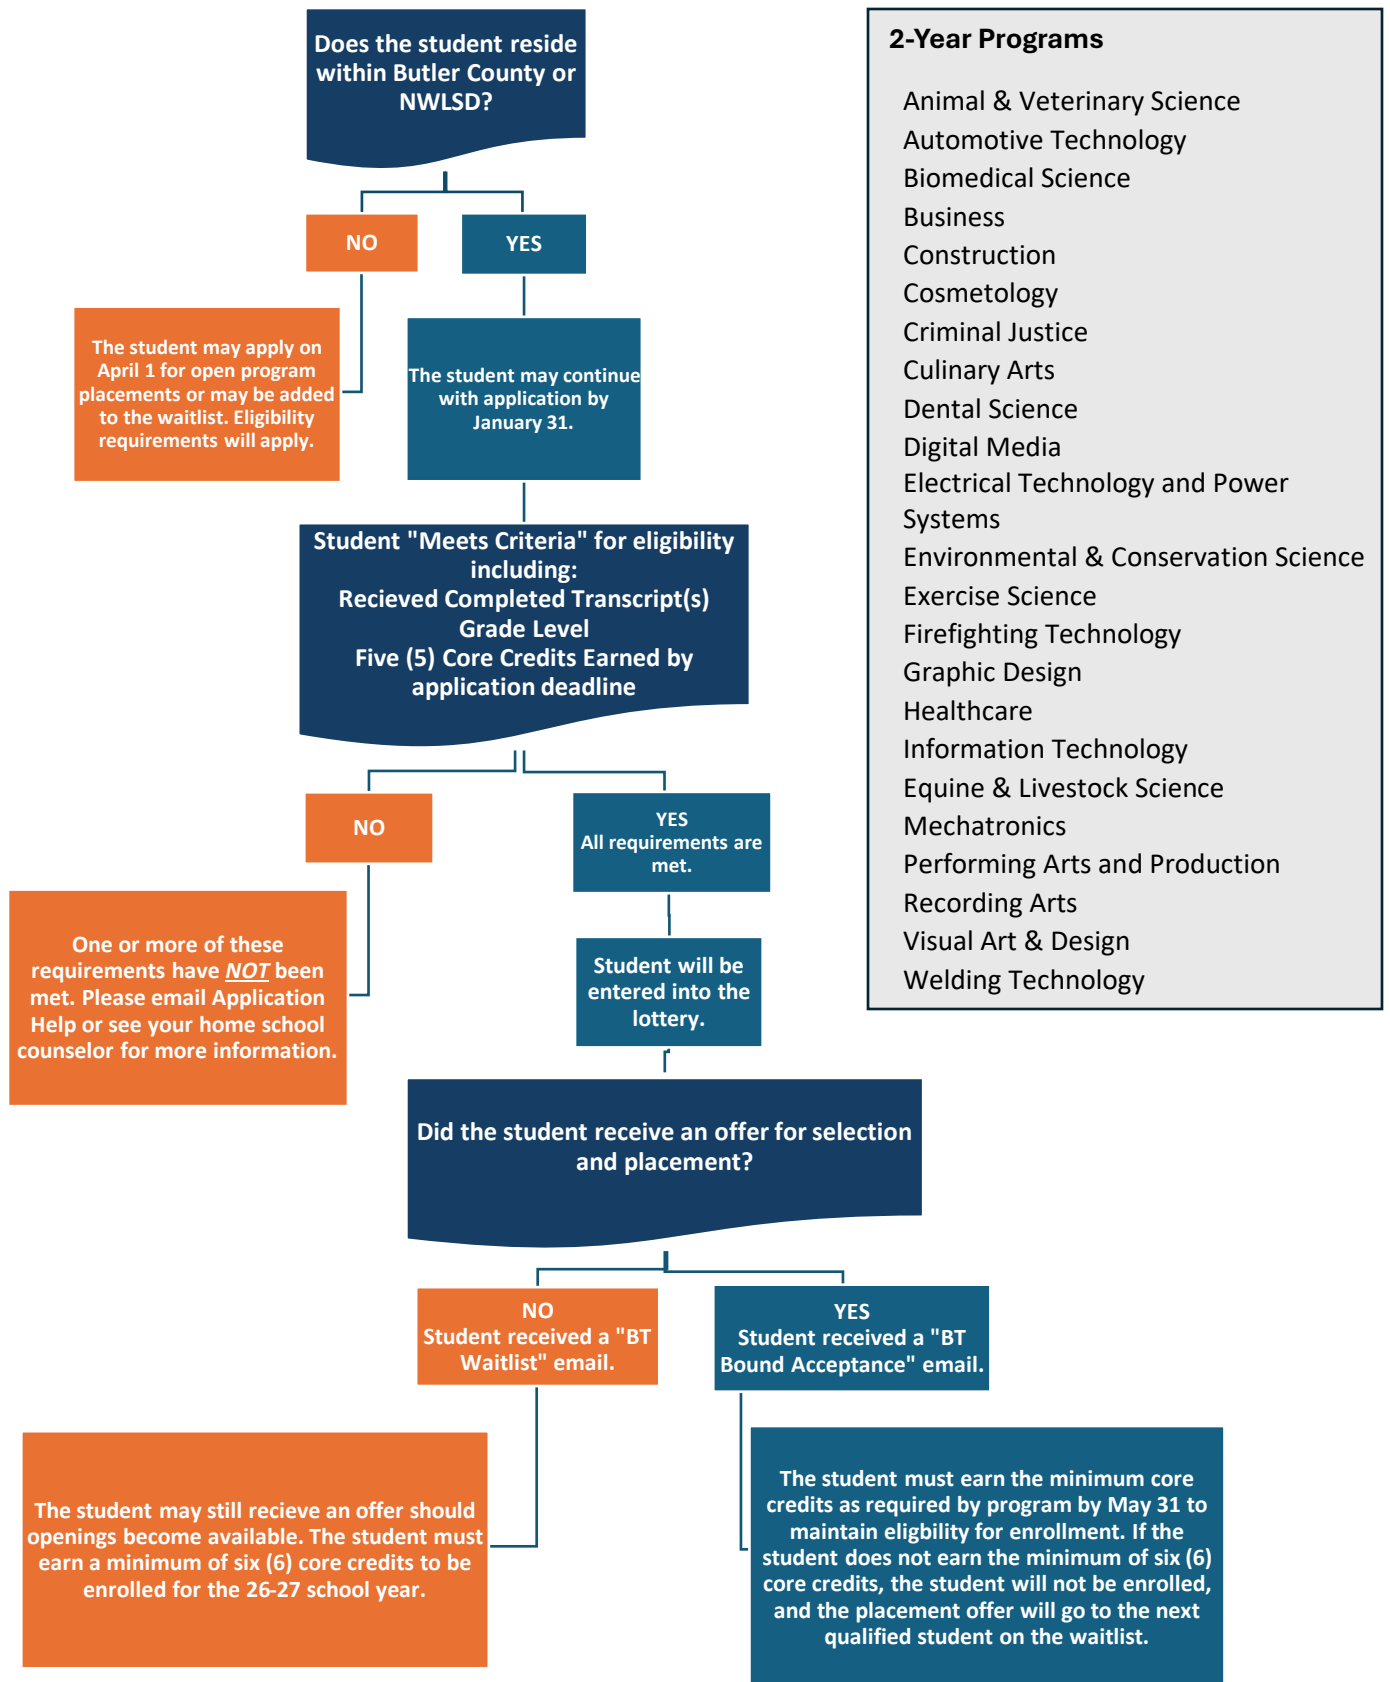 Does the student reside
within Butler County or
NWLSD?
NO
YES
The student may apply on
April 1 for open program
placements or may be added
to the waitlist. Eligibility
requirements will apply.
The student may continue
with application by
January 31.
Student "Meets Criteria" for eligibility
including:
Recieved Completed Transcript(s)
Grade Level
Five (5) Core Credits Earned by
application deadline
NO
YES
All requirements are
met.
One or more of these
requirements have NOT been
met. Please email Application
Help or see your home school
counselor for more information.
Student will be
entered into the
lottery.
Did the student receive an offer for selection
and placement?
NO
Student received a "BT
Waitlist" email.
YES
Student received a "BT
Bound Acceptance" email.
The student may still recieve an offer should
openings become available. The student must
earn a minimum of six (6) core credits to be
enrolled for the 26-27 school year.
The student must earn the minimum core
credits as required by program by May 31 to
maintain eligbility for enrollment. If the
student does not earn the minimum of six (6)
core credits, the student will not be enrolled,
and the placement offer will go to the next
qualified student on the waitlist.
2-Year Programs
Animal & Veterinary Science
Automotive Technology
Biomedical Science
Business
Construction
Cosmetology
Criminal Justice
Culinary Arts
Dental Science
Digital Media
Electrical Technology and Power
Systems
Environmental & Conservation Science
Exercise Science
Firefighting Technology
Graphic Design
Healthcare
Information Technology
Equine & Livestock Science
Mechatronics
Performing Arts and Production
Recording Arts
Visual Art & Design
Welding Technology